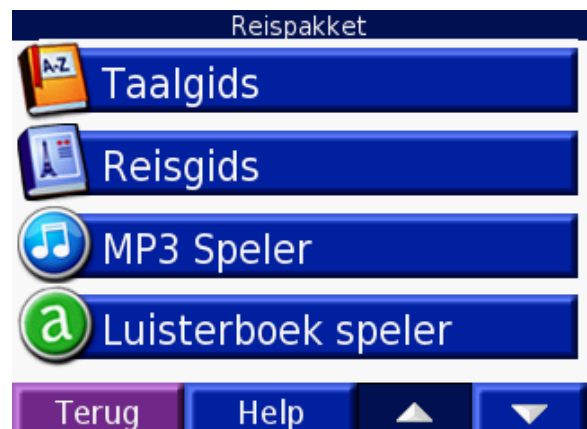 Reispakket
A-Z
Taalgids
Reisgids
MP3 Speler
a
Luisterboek speler
Terug
Help